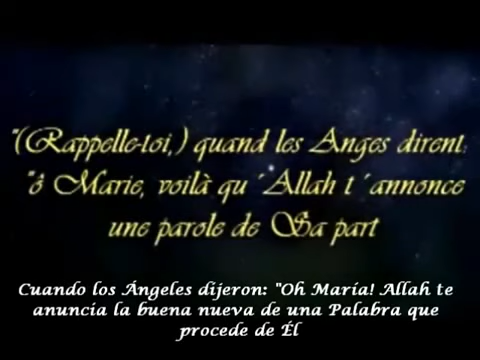 "(Rappelle-toi,) quand les Anges dirent:
"ô Marie, voilà qu´Allah t´annonce
une parole de Sa part
Cuando los Ángeles dijeron: "Oh María! Allah te
anuncia la buena nueva de una Palabra que
procede de Él